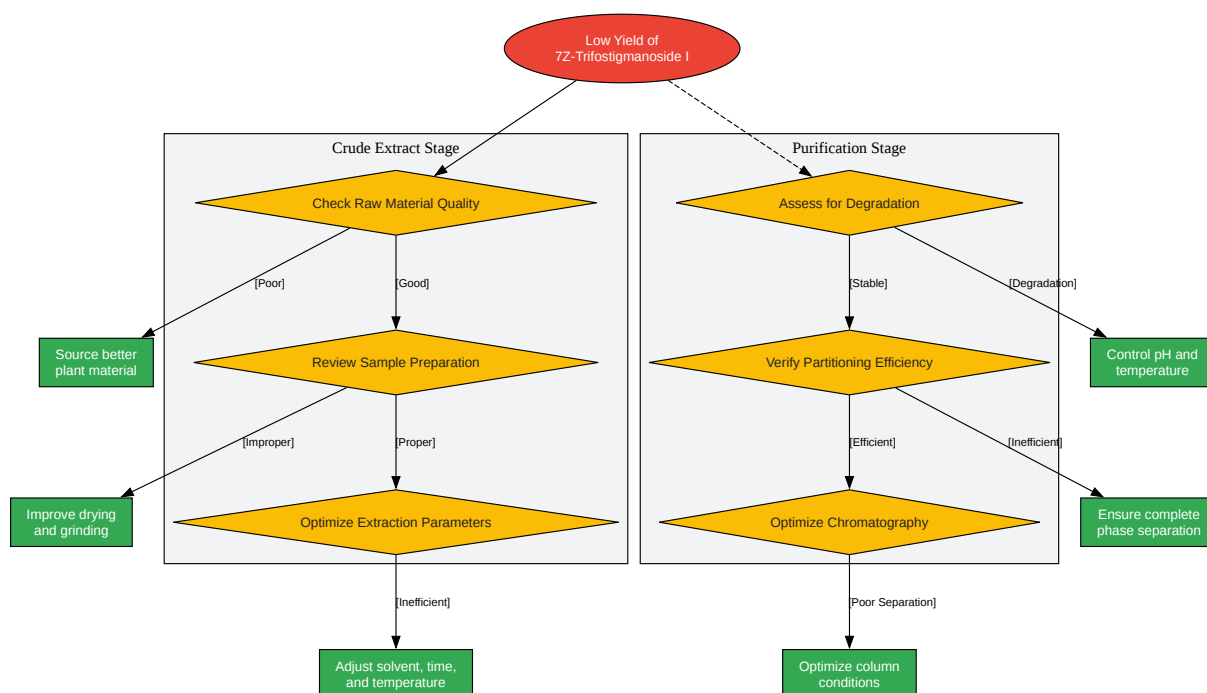 Low Yield of
7Z-Trifostigmanoside I
Crude Extract Stage
Purification Stage
Check Raw Material Quality
Assess for Degradation
[Poor]
[Good]
[Stable]
[Degradation]
Source better
plant material
Review Sample Preparation
Verify Partitioning Efficiency
Control pH and
temperature
[Improper]
[Proper]
[Efficient]
[Inefficient]
Improve drying
and grinding
Optimize Extraction Parameters
Optimize Chromatography
Ensure complete
phase separation
[Inefficient]
[Poor Separation]
Adjust solvent, time,
and temperature
Optimize column
conditions